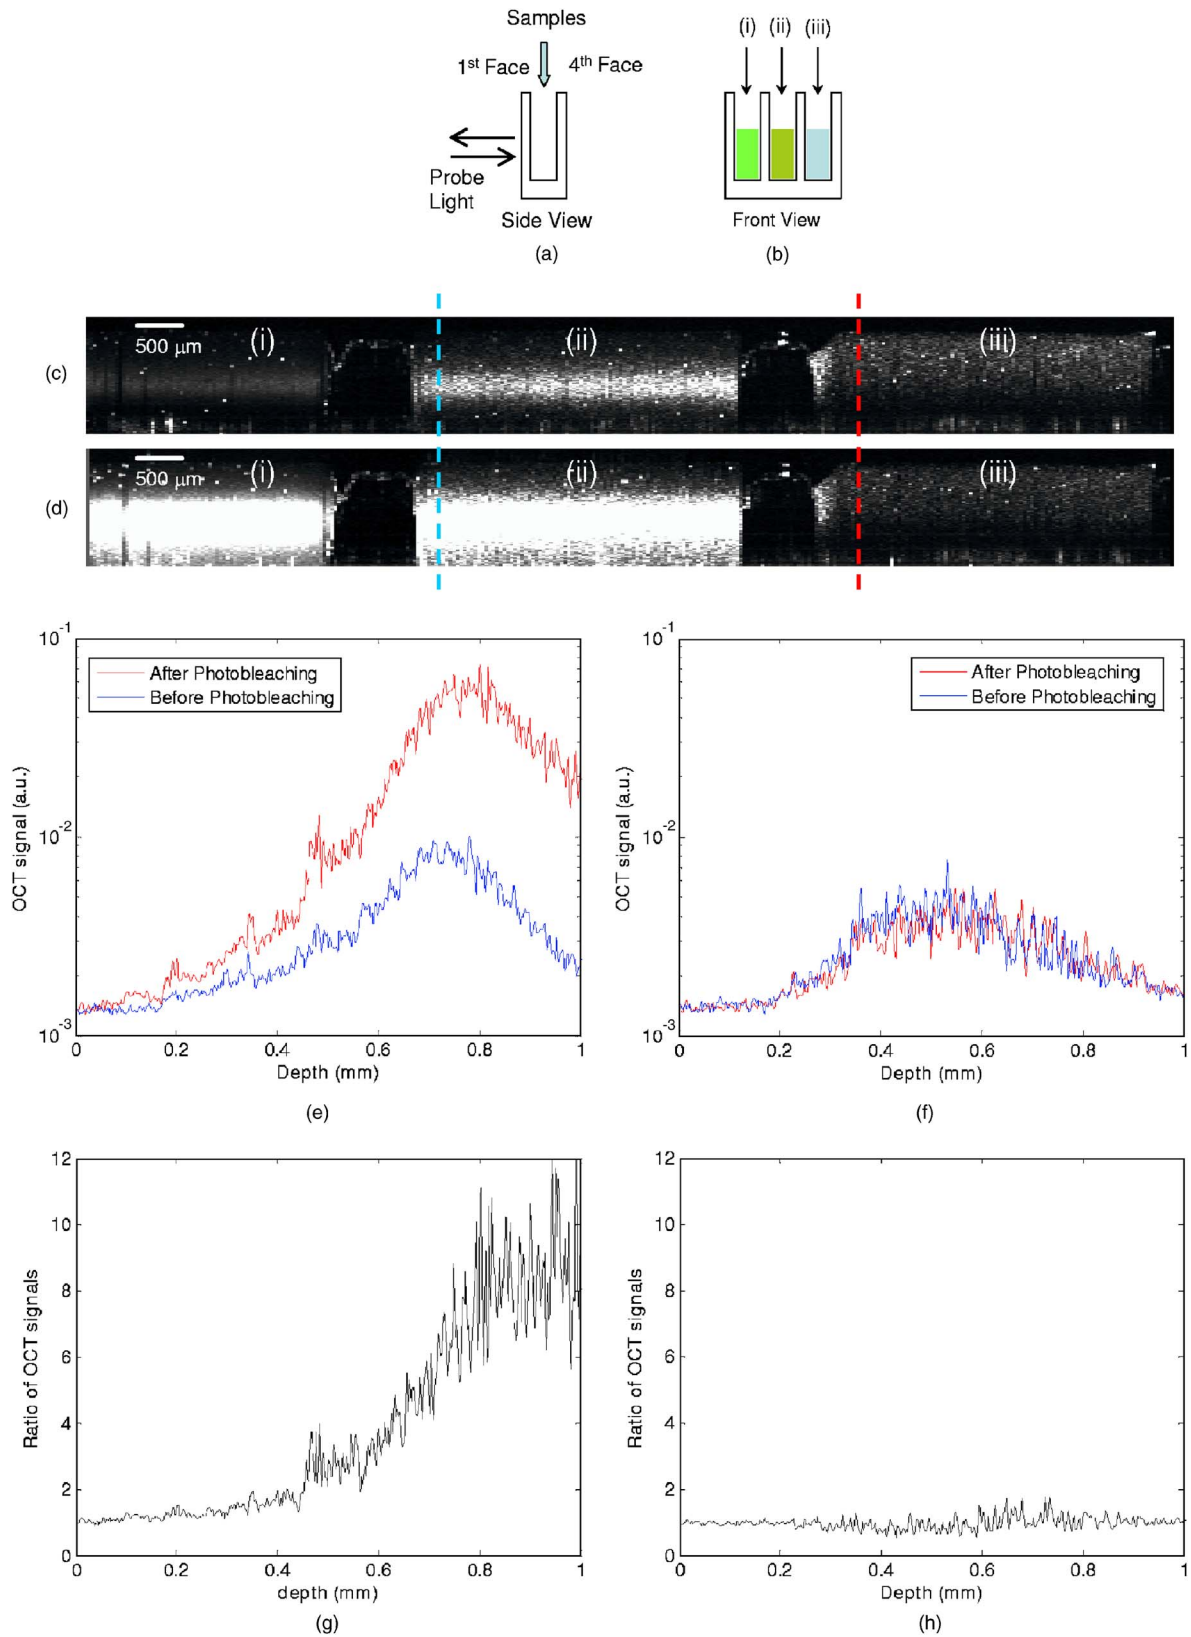 Samples
1st Face
4th Face
Probe
Light
Side View
(a)
(i)
(ii)
(iii)
Front View
(b)
(c)
500 μm
(i)
(ii)
(iii)
(d)
500 μm
(i)
(ii)
(iii)
OCT signal (a.u.)
10-1
10-2
10-3
After Photobleaching
Before Photobleaching
0
0.2
0.4
0.6
0.8
1
Depth (mm)
(e)
OCT signal (a.u.)
10-1
10-2
10-3
After Photobleaching
Before Photobleaching
0
0.2
0.4
0.6
0.8
1
Depth (mm)
(f)
Ratio of OCT signals
12
10
8
6
4
2
0
0
0.2
0.4
0.6
0.8
1
depth (mm)
(g)
Ratio of OCT signals
12
10
8
6
4
2
0
0
0.2
0.4
0.6
0.8
1
Depth (mm)
(h)